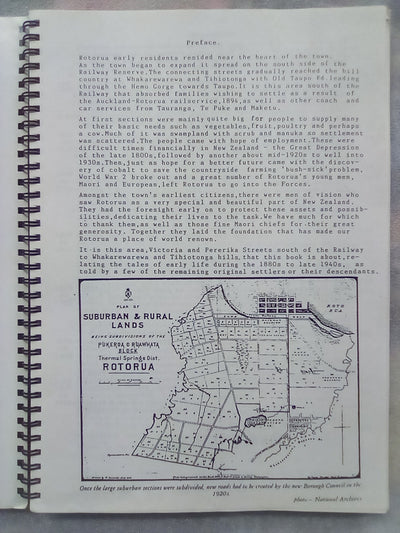 Preface.
Rotorua early residents resided near the heart of the town.
As the town began to expand it spread on the south side of the
Railway Reserve,The connecting streets gradually reached the hill
country at Whakarewarewa and Tihiotonga with Old Taupo Rd.leading
through the Hemo Gorge towards Taupo.It is this area south of the
Railway that absorbed families wishing to settle as a result of
the Auckland-Rotorua railservice,1894,as well as other coach and
car services from Tauranga, Te Puke and Maketu.
At first sections were mainly quite big for people to supply many
of their basic needs such as vegetables,fruit,poultry and perhaps
a cow.Much of it was swampland with scrub and manuka so settlement
was scattered.The people came with hope of employment.These were
difficult times financially in New Zealand - the Great Depression
of the late 1800s,followed by another about mid-1920s to well into
1930s.Then,just as hope for a better future came with the discov-
ery of cobalt to save the countryside farming 'bush-sick'problem,
World War 2 broke out and a great number of Rotorua's young men,
Maori and European,left Rotorua to go into the Forces.
Amongst the town's earliest citizens,there were men of vision who
saw Rotorua as a very special and beautiful part of New Zealand.
They had the foresight early on to protect these assets and possib-
ilities,dedicating their lives to the task.We have much for which
to thank them,as well as those fine Maori chiefs for their great
generosity. Together they laid the foundation that has made our
Rotorua a place of world renown.
It is this area,Victoria and Pererika Streets south of the Railway
to Whakarewarewa and Tihiotonga hills,that this book is about,re-
lating the tales of early life during the 1880s to late 1940s, as
told by a few of the remaining original settlers or their descendants.
PLAN OF
SUBURBAN & RURAL
LANDS
BEING SUBDIVISIONS OF THE
PUKEROA O RUAWHATA
BLOCK
Thermal Springs Dist.
ROTORUA
ROTO
RUA
Once the large suburban sections were subdivided, new roads had to be created by the new Borough Council in the
1920s.
photo - National Archives